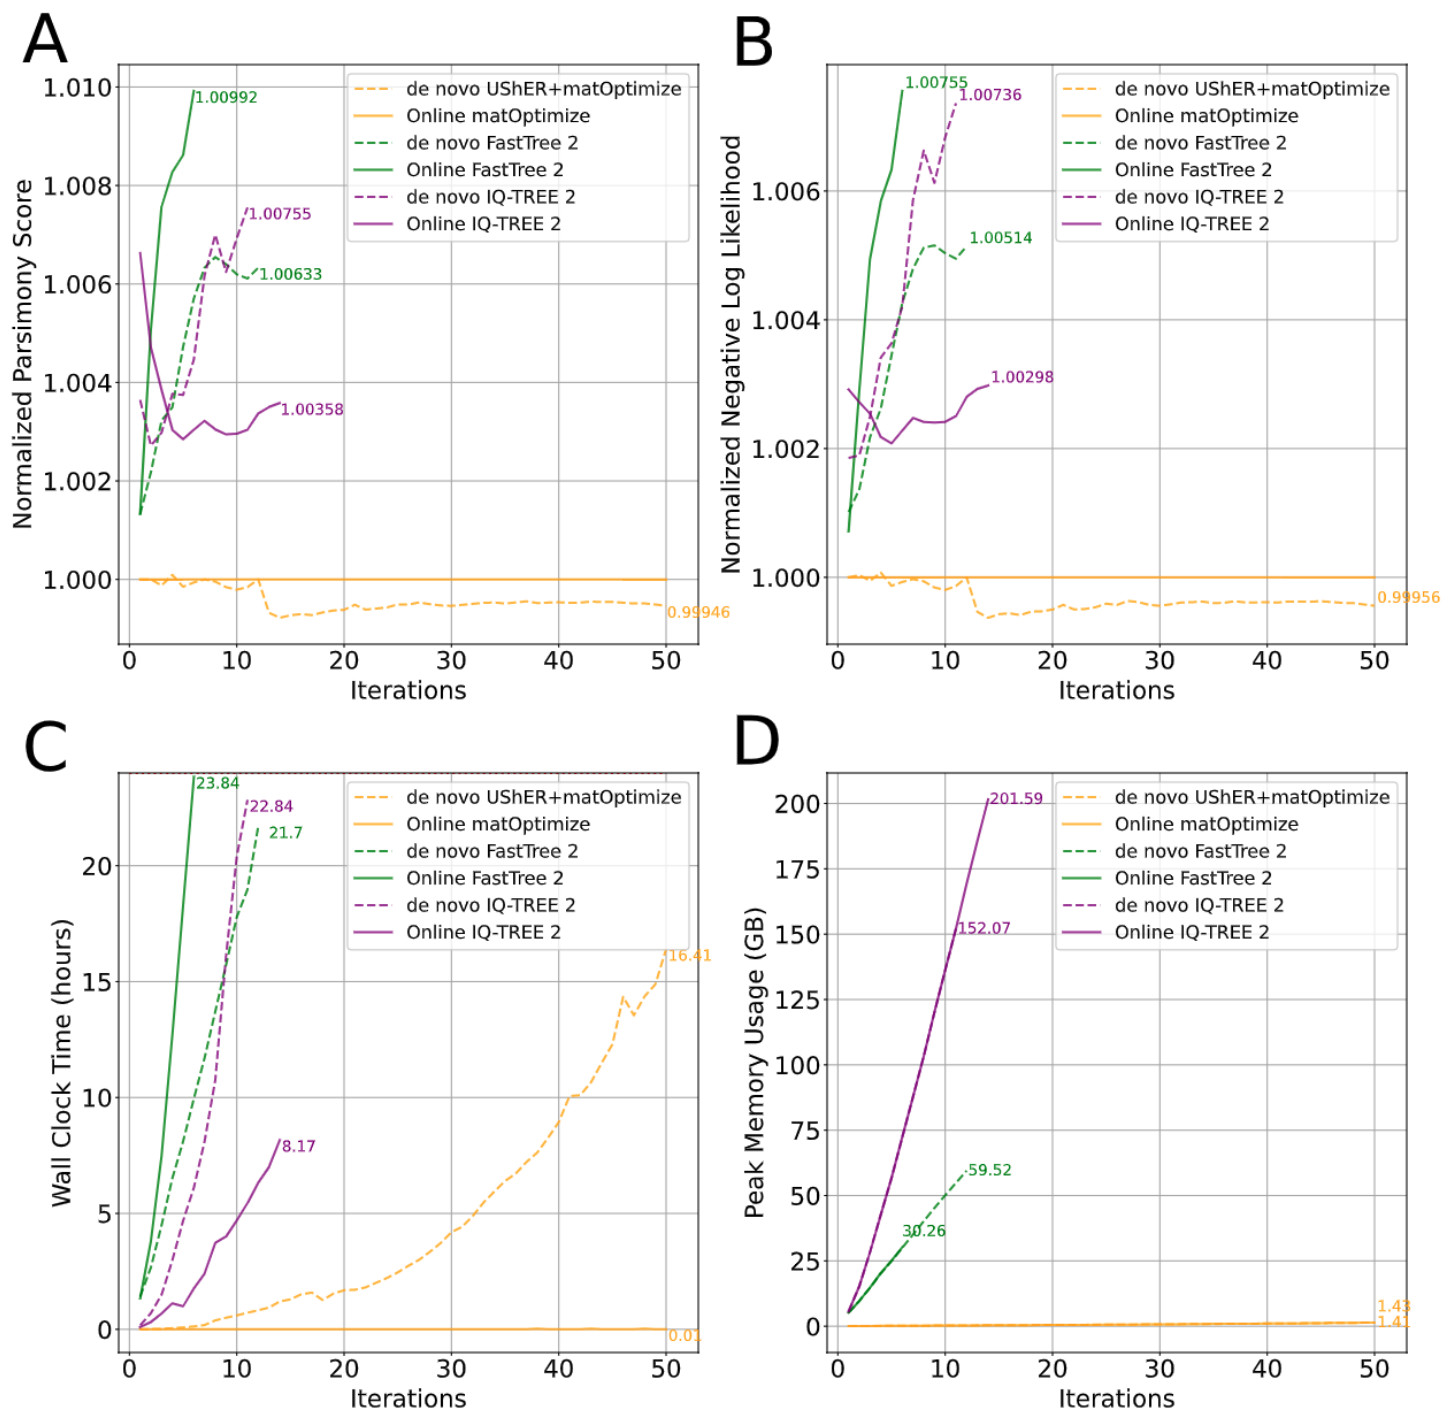 A
Normalized Parsimony Score
1.010
1.008
1.006
1.004
1.002
1.000
1.00992
1.00755
1.00633
1.00358
0.99946
de novo UShER+matOptimize
Online matOptimize
de novo FastTree 2
Online FastTree 2
de novo IQ-TREE 2
Online IQ-TREE 2
0 10 20 30 40 50
Iterations
B
Normalized Negative Log Likelihood
1.006
1.004
1.002
1.000
1.00755
1.00736
1.00514
1.00298
0.99956
de novo UShER+matOptimize
Online matOptimize
de novo FastTree 2
Online FastTree 2
de novo IQ-TREE 2
Online IQ-TREE 2
0 10 20 30 40 50
Iterations
C
Wall Clock Time (hours)
20
15
10
5
0
23.84
22.84
21.7
16.41
8.17
0.01
de novo UShER+matOptimize
Online matOptimize
de novo FastTree 2
Online FastTree 2
de novo IQ-TREE 2
Online IQ-TREE 2
0 10 20 30 40 50
Iterations
D
Peak Memory Usage (GB)
200
175
150
125
100
75
50
25
0
201.59
152.07
59.52
30.26
1.43
1.41
de novo UShER+matOptimize
Online matOptimize
de novo FastTree 2
Online FastTree 2
de novo IQ-TREE 2
Online IQ-TREE 2
0 10 20 30 40 50
Iterations